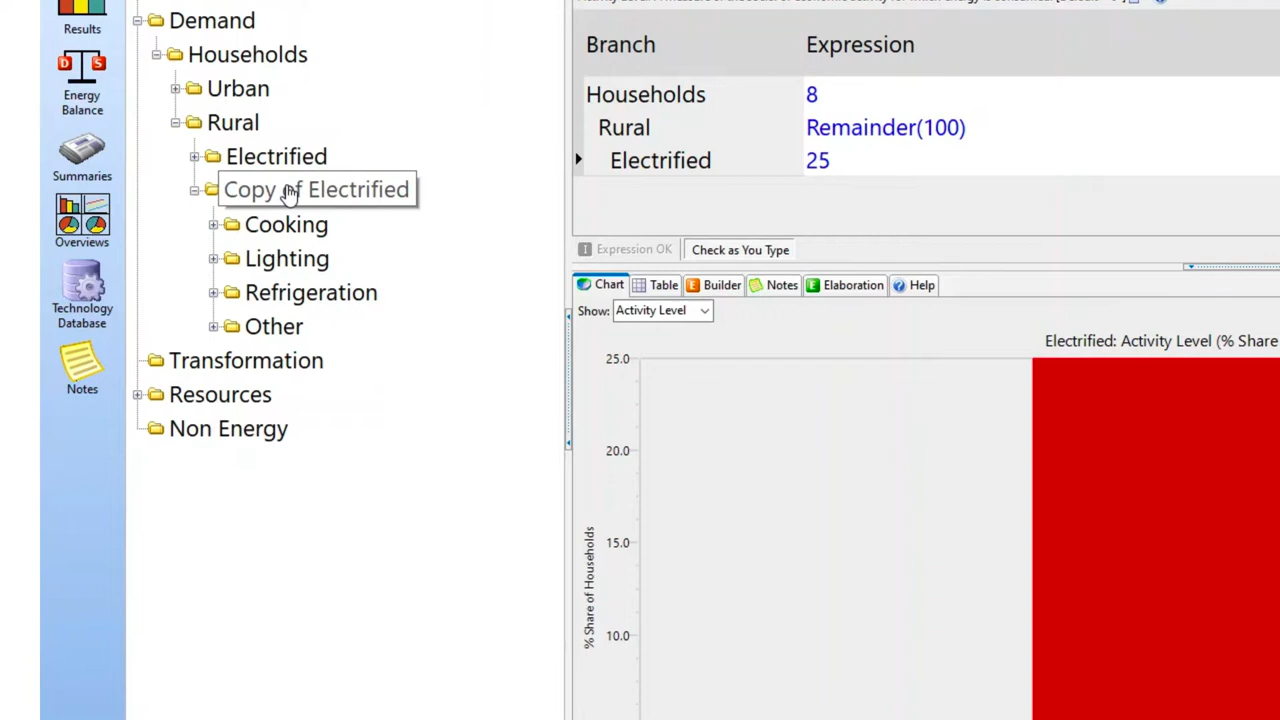 Results
Energy
Balance
Summaries
Overviews
Technology
Database
Notes
Demand
Households
Urban
Rural
Electrified
Copy of Electrified
Cooking
Lighting
Refrigeration
Other
Transformation
Resources
Non Energy
Branch Expression
Households 8
Rural Remainder(100)
Electrified 25
Expression OK Check as You Type
Chart Table Builder Notes Elaboration Help
Show: Activity Level
Electrified: Activity Level (% Share
25.0
20.0
15.0
10.0
% Share of Households